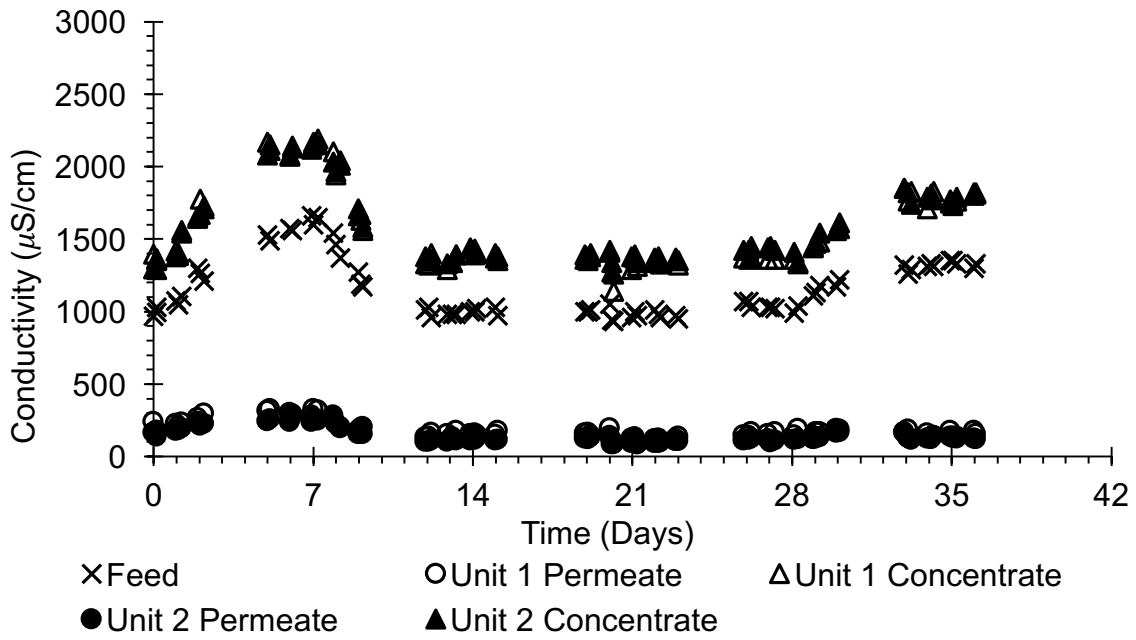 3000
2500
2000
1500
1000
500
0
Conductivity (µS/cm)
0 7 14 21 28 35 42
Time (Days)
Feed Unit 1 Permeate Unit 1 Concentrate
Unit 2 Permeate Unit 2 Concentrate